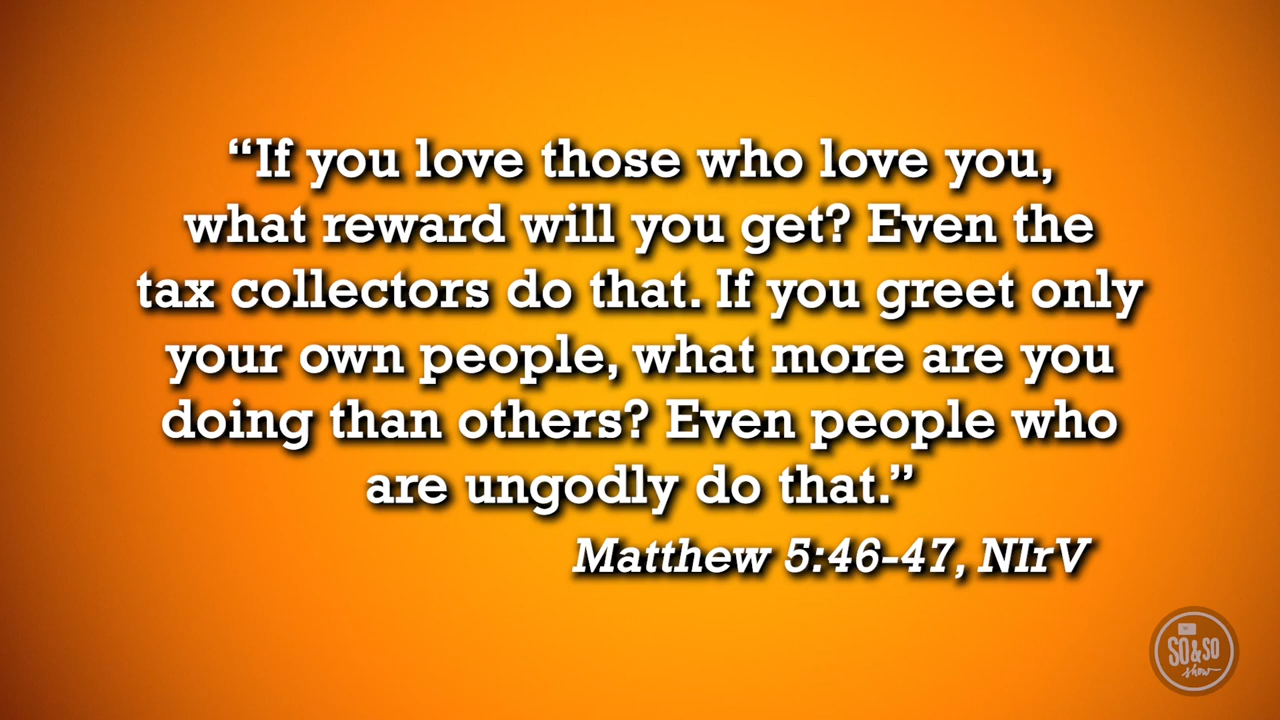 “If you love those who love you,
what reward will you get? Even the
tax collectors do that. If you greet only
your own people, what more are you
doing than others? Even people who
are ungodly do that.”
Matthew 5:46-47, NIrV
SO & SO
show